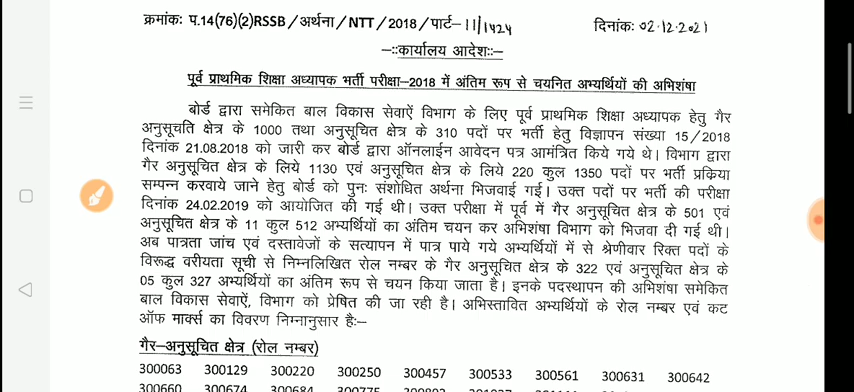 क्रमांकः प.14(76)(2)RSSB/अर्थना/NTT/2018/पार्ट–11/1424 दिनांकः 02.12.2021
–::कार्यालय आदेशः:–
पूर्व प्राथमिक शिक्षा अध्यापक भर्ती परीक्षा–2018 में अंतिम रूप से चयनित अभ्यर्थियों की अभिशंषा
बोर्ड द्वारा समेकित बाल विकास सेवाऐं विभाग के लिए पूर्व प्राथमिक शिक्षा अध्यापक हेतु गैर
अनुसूचति क्षेत्र के 1000 तथा अनुसूचित क्षेत्र के 310 पदों पर भर्ती हेतु विज्ञापन संख्या 15/2018
दिनांक 21.08.2018 को जारी कर बोर्ड द्वारा ऑनलाईन आवेदन पत्र आमंत्रित किये गये थे। विभाग द्वारा
गैर अनुसूचित क्षेत्र के लिये 1130 एवं अनुसूचित क्षेत्र के लिये 220 कुल 1350 पदों पर भर्ती प्रक्रिया
सम्पन्न करवाये जाने हेतु बोर्ड को पुनः संशोधित अर्थना भिजवाई गई। उक्त पदों पर भर्ती की परीक्षा
दिनांक 24.02.2019 को आयोजित की गई थी। उक्त परीक्षा में पूर्व में गैर अनुसूचित क्षेत्र के 501 एवं
अनुसूचित क्षेत्र के 11 कुल 512 अभ्यर्थियों का अंतिम चयन कर अभिशंषा विभाग को भिजवा दी गई थी।
अब पात्रता जांच एवं दस्तावेजों के सत्यापन में पात्र पाये गये अभ्यर्थियों में से श्रेणीवार रिक्त पदों के
विरूद्ध वरीयता सूची से निम्नलिखित रोल नम्बर के गैर अनुसूचित क्षेत्र के 322 एवं अनुसूचित क्षेत्र के
05 कुल 327 अभ्यर्थियों का अंतिम रूप से चयन किया जाता है। इनके पदस्थापन की अभिशंषा समेकित
बाल विकास सेवाऐं, विभाग को प्रेषित की जा रही है। अभिस्तावित अभ्यर्थियों के रोल नम्बर एवं कट
ऑफ मार्क्स का विवरण निम्नानुसार हैः–
गैर–अनुसूचित क्षेत्र (रोल नम्बर)
300063 300129 300220 300250 300457 300533 300561 300631 300642
300660 300674 300684 300775